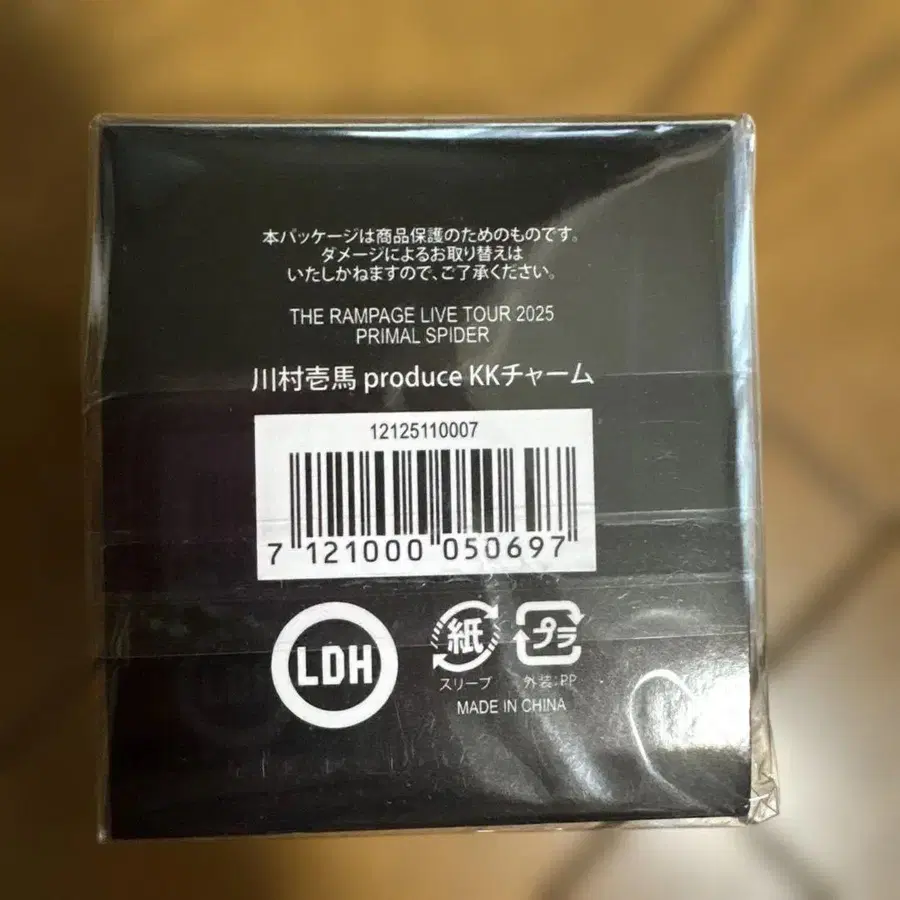 本パッケージは商品保護のためのものです。
ダメージによるお取り替えは
いたしかねますので、ご了承ください。
THE RAMPAGE LIVE TOUR 2025
PRIMAL SPIDER
川村壱馬 produce KKチャーム
12125110007
7 121000 050697
LDH
紙 プラ
スリーブ 外装:PP
MADE IN CHINA